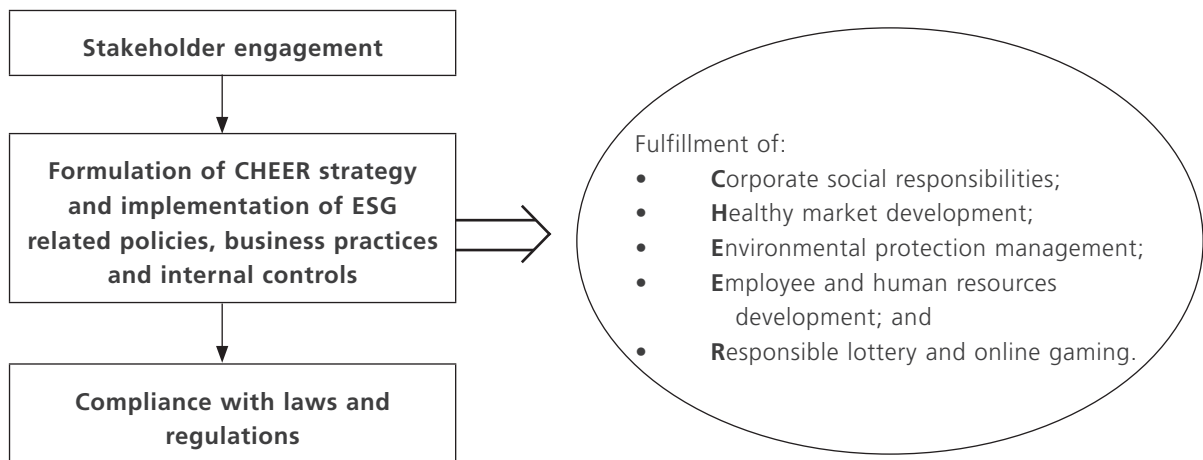 Stakeholder engagement
Formulation of CHEER strategy
and implementation of ESG
related policies, business practices
and internal controls
Compliance with laws and
regulations
Fulfillment of:
• Corporate social responsibilities;
• Healthy market development;
• Environmental protection management;
• Employee and human resources
development; and
• Responsible lottery and online gaming.